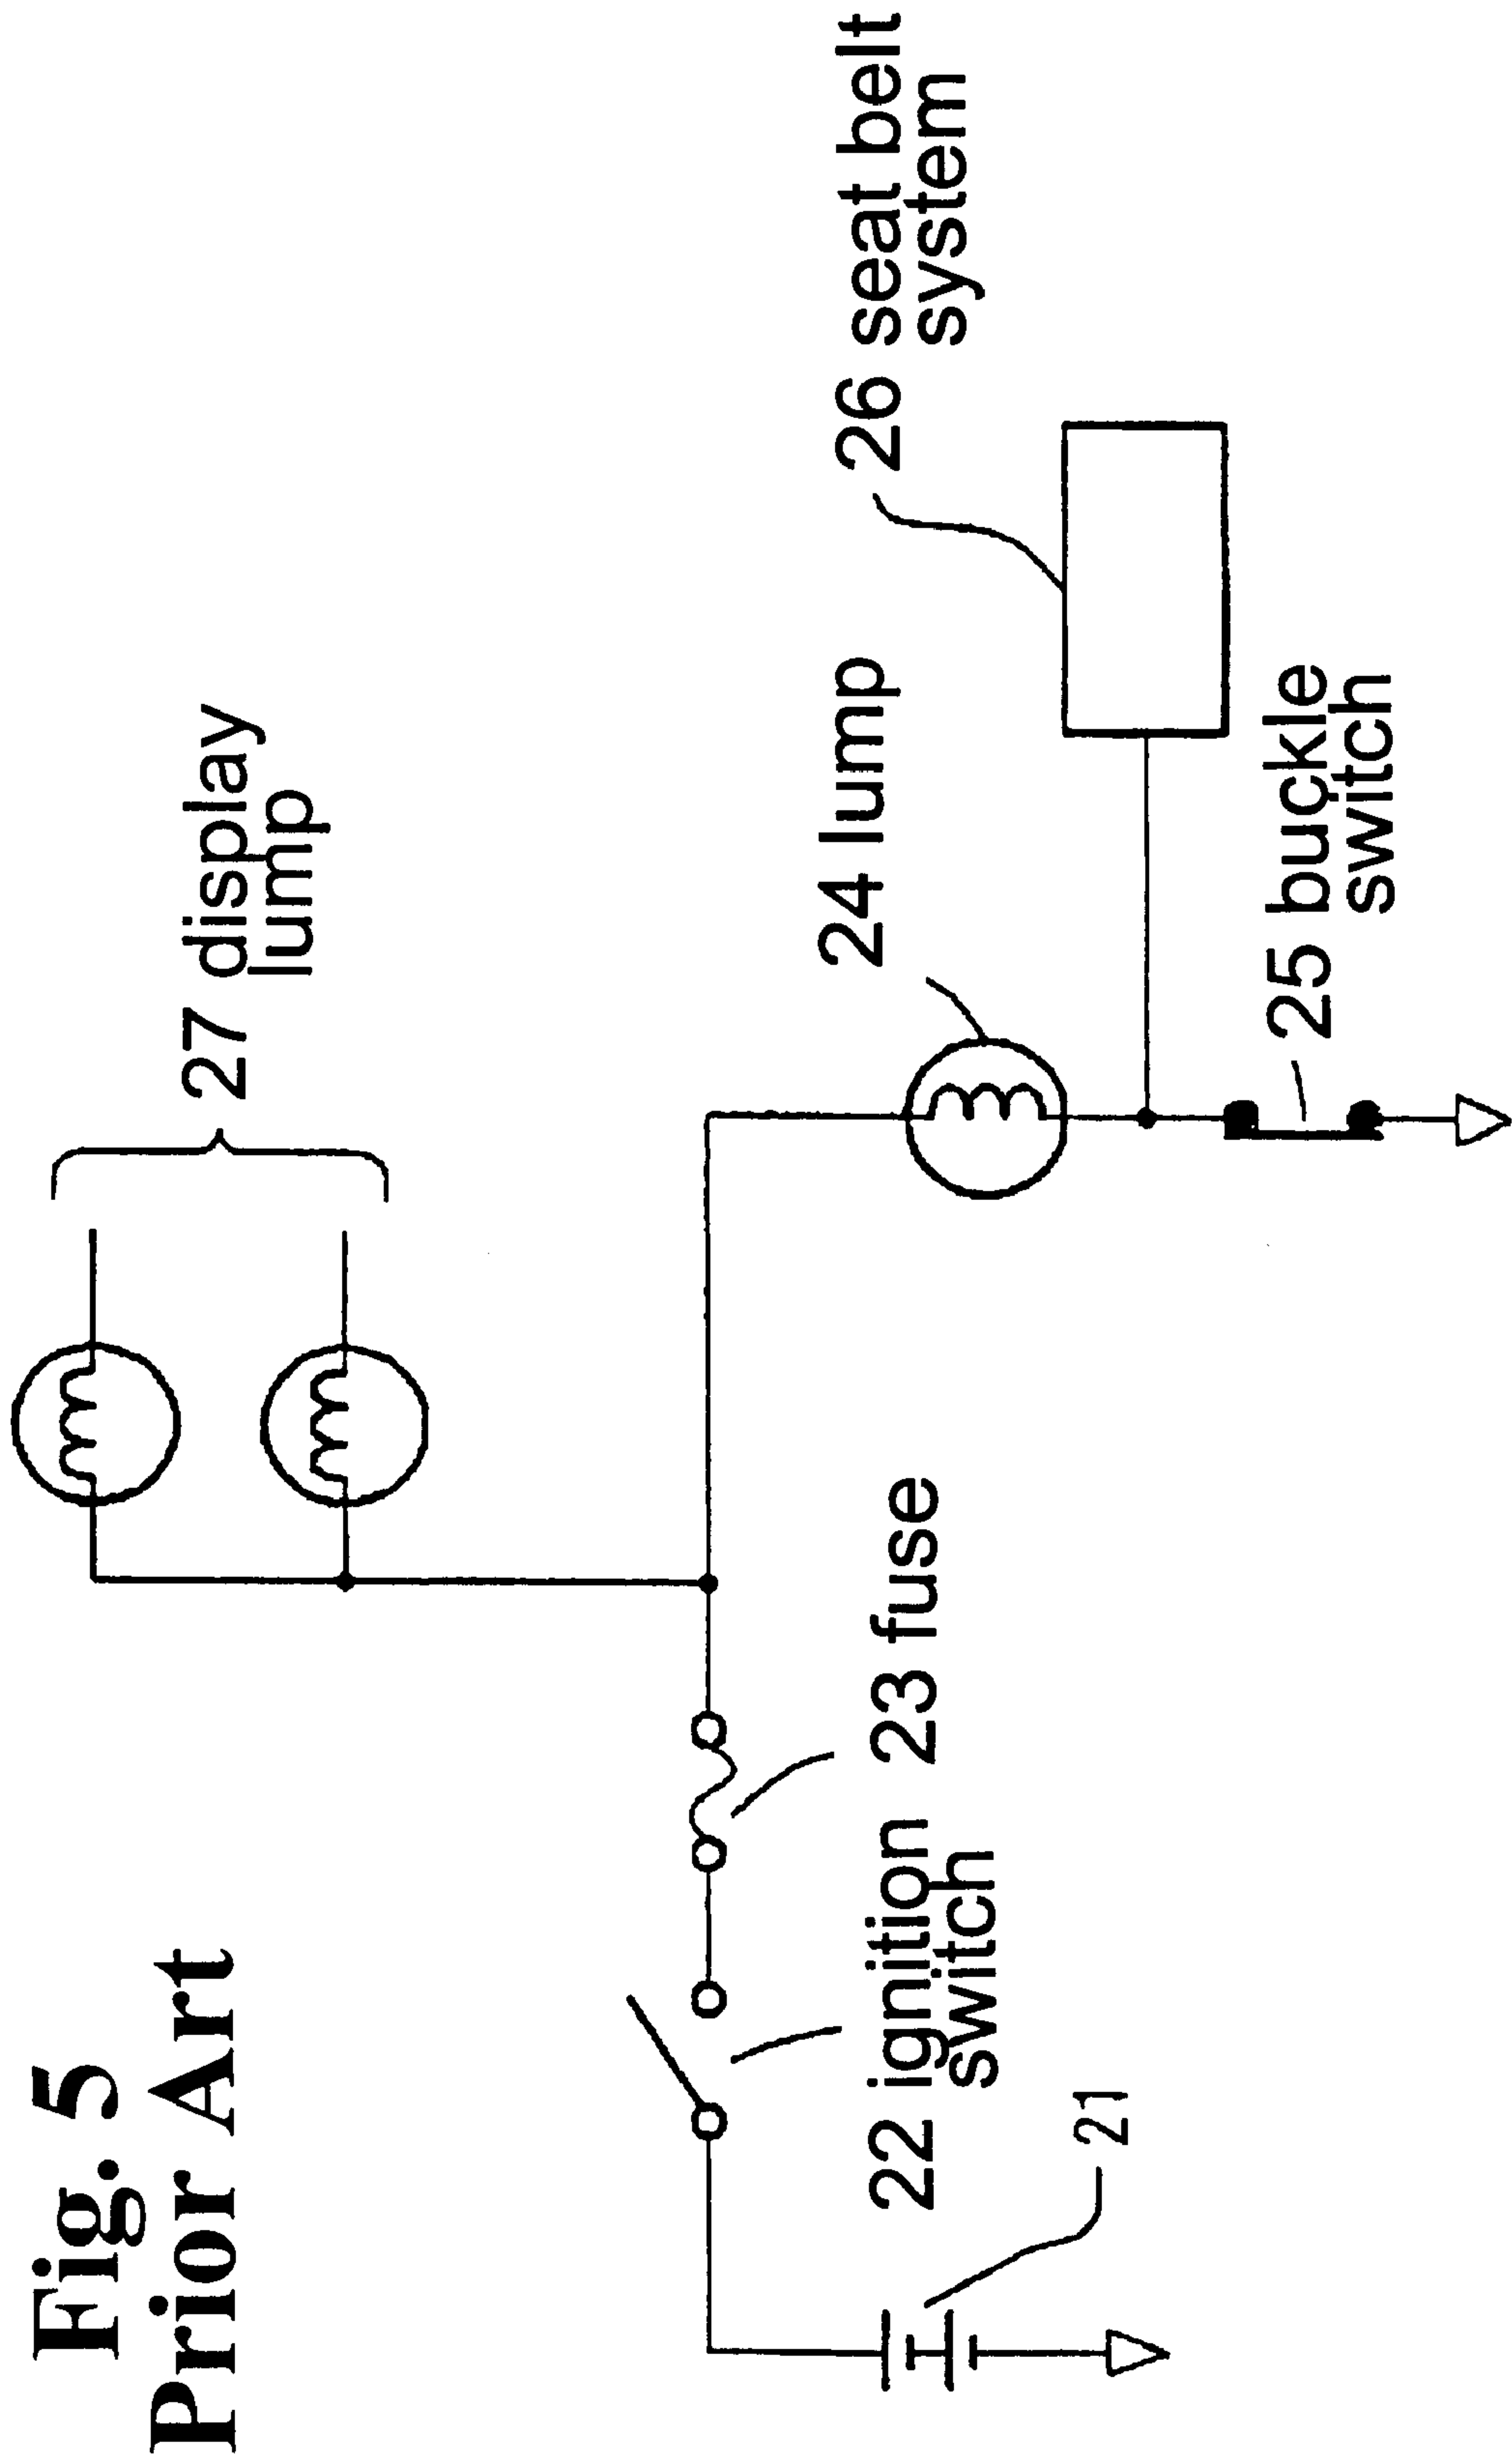 Fig. 5
Prior Art
27 display
lump
22 ignition
switch
23 fuse
24 lump
26 seat belt
system
21
25 buckle
switch